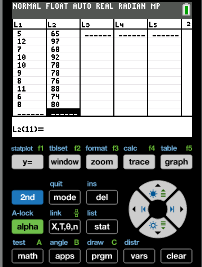 NORMAL FLOAT AUTO REAL RADIAN MP
L1 L2 L3 L4 L5 2
5 65 ------ ------ ------
12 97
7 68
10 92
10 78
9 78
8 76
11 88
6 74
8 80
------ ------
L2(11)=
statplot f1 tblset f2 format f3 calc f4 table f5
y= window zoom trace graph
quit ins
2nd mode del
A-lock link list
alpha X,T,θ,n stat
test A angle B draw C distr
math apps prgm vars clear